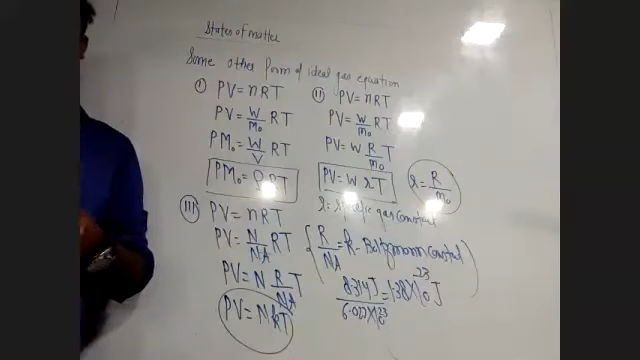 States of matter
Some other form of ideal gas equation
I PV = nRT
PV = W/M₀ RT
PM₀ = W/V RT
PM₀ = ρRT
II PV = nRT
PV = W/M₀ RT
PV = W R/M₀ T
PV = W r T
r = R/M₀
r = Specific gas constant
III PV = nRT
PV = N/NA RT
PV = N R/NA T
PV = NkT
{ R/NA = k - Boltzmann constant
8.314 J / 6.022×10²³ = 1.38×10⁻²³ J